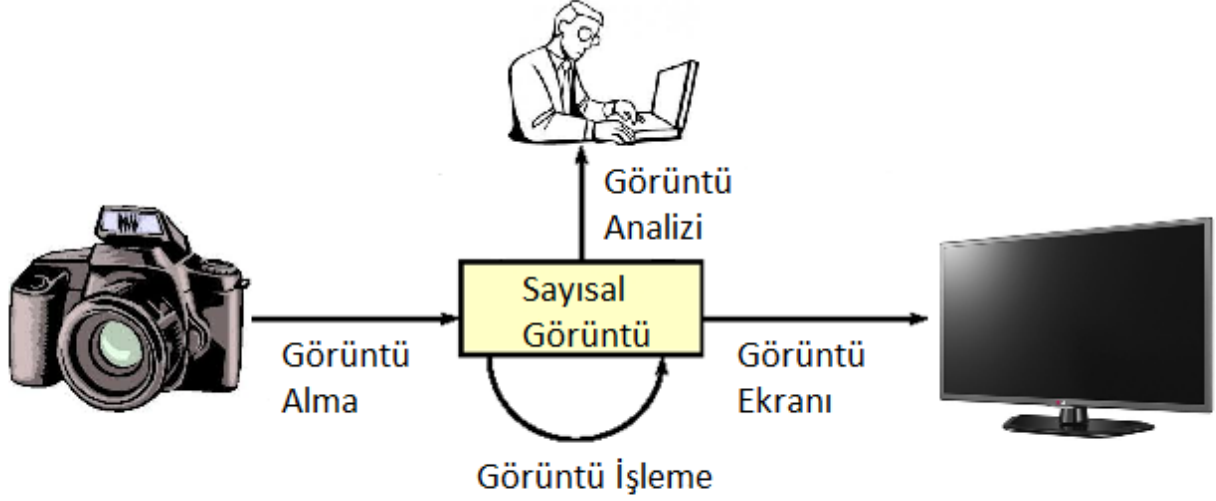 Görüntü
Analizi
Sayısal
Görüntü
Görüntü
Alma
Görüntü
Ekranı
Görüntü İşleme